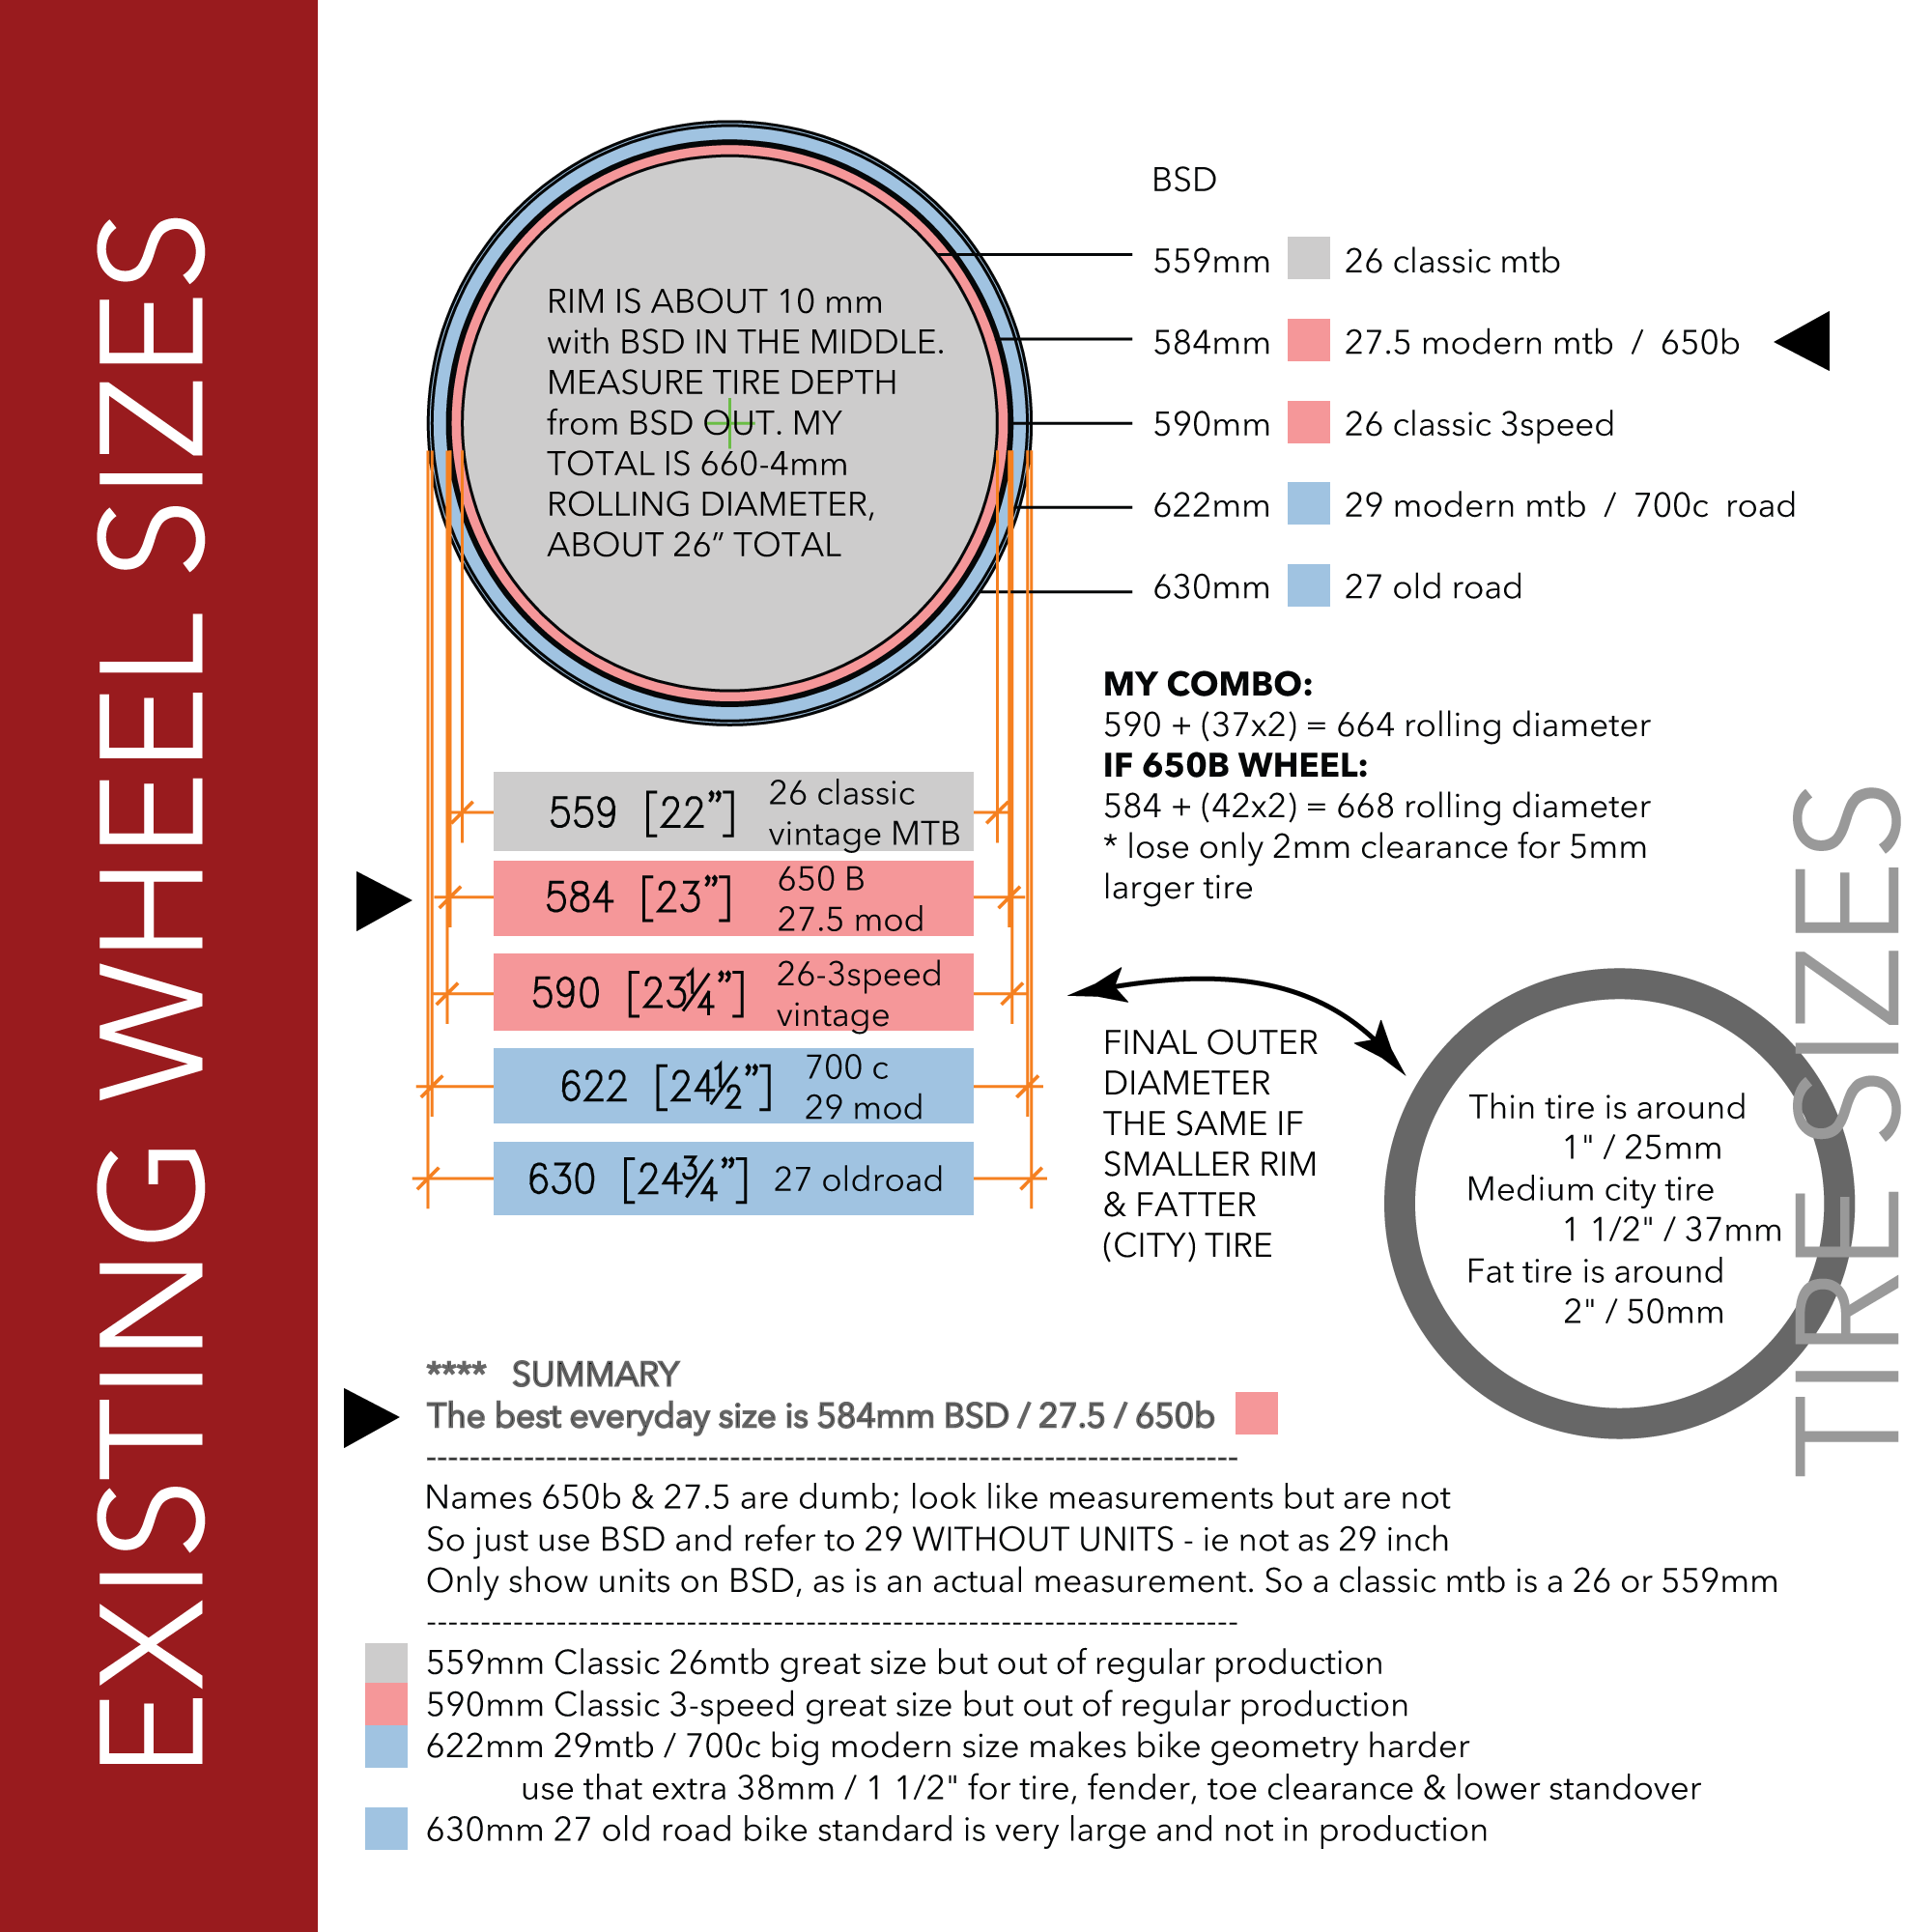 EXISTING WHEEL SIZES
RIM IS ABOUT 10 mm
with BSD IN THE MIDDLE.
MEASURE TIRE DEPTH
from BSD OUT. MY
TOTAL IS 660-4mm
ROLLING DIAMETER,
ABOUT 26” TOTAL
BSD
559mm 26 classic mtb
584mm 27.5 modern mtb / 650b
590mm 26 classic 3speed
622mm 29 modern mtb / 700c road
630mm 27 old road
MY COMBO:
590 + (37x2) = 664 rolling diameter
IF 650B WHEEL:
584 + (42x2) = 668 rolling diameter
* lose only 2mm clearance for 5mm
larger tire
559 [22”] 26 classic
vintage MTB
584 [23”] 650 B
27.5 mod
590 [23¼”] 26-3speed
vintage
622 [24½”] 700 c
29 mod
630 [24¾”] 27 oldroad
FINAL OUTER
DIAMETER
THE SAME IF
SMALLER RIM
& FATTER
(CITY) TIRE
TIRE SIZES
Thin tire is around
1" / 25mm
Medium city tire
1 1/2" / 37mm
Fat tire is around
2" / 50mm
**** SUMMARY
The best everyday size is 584mm BSD / 27.5 / 650b
---------------------------------------------------------------------------
Names 650b & 27.5 are dumb; look like measurements but are not
So just use BSD and refer to 29 WITHOUT UNITS - ie not as 29 inch
Only show units on BSD, as is an actual measurement. So a classic mtb is a 26 or 559mm
---------------------------------------------------------------------------
559mm Classic 26mtb great size but out of regular production
590mm Classic 3-speed great size but out of regular production
622mm 29mtb / 700c big modern size makes bike geometry harder
use that extra 38mm / 1 1/2" for tire, fender, toe clearance & lower standover
630mm 27 old road bike standard is very large and not in production